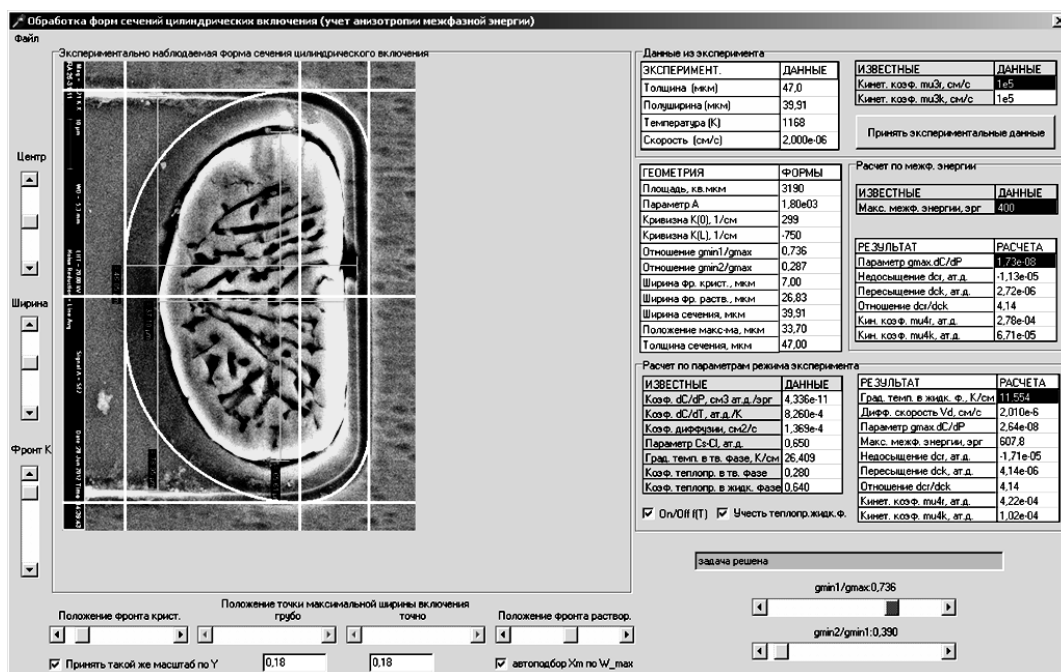 Обработка форм сечений цилиндрических включения (учет анизотропии межфазной энергии)
Файл
Экспериментально наблюдаемая форма сечения цилиндрического включения
Центр
Ширина
Фронт К
10 µm
Signal A = SE2
Данные из эксперимента
ЭКСПЕРИМЕНТ. ДАННЫЕ
Толщина (мкм) 47,0
Полуширина (мкм) 39,91
Температура (К) 1168
Скорость (см/с) 2,000e-06
ИЗВЕСТНЫЕ ДАННЫЕ
Кинет. коэф. mu3r, см/с 1e5
Кинет. коэф. mu3k, см/с 1e5
Принять экспериментальные данные
ГЕОМЕТРИЯ ФОРМЫ
Площадь, кв.мкм 3190
Параметр А 1,80e03
Кривизна К(0), 1/см 299
Кривизна К(L), 1/см -750
Отношение gmin1/gmax 0,736
Отношение gmin2/gmax 0,287
Ширина фр. крист., мкм 7,00
Ширина фр. раств., мкм 26,83
Ширина сечения, мкм 39,91
Положение макс-ма, мкм 33,70
Толщина сечения, мкм 47,00
Расчет по межф. энергии
ИЗВЕСТНЫЕ ДАННЫЕ
Макс. межф. энергии, эрг 400
РЕЗУЛЬТАТ РАСЧЕТА
Параметр gmax.dC/dP 1,73e-08
Недосыщение dcr, ат.д. -1,13e-05
Пересыщение dck, ат.д. 2,72e-06
Отношение dcr/dck 4,14
Кин. коэф. mu4r, ат.д. 2,78e-04
Кин. коэф. mu4k, ат.д. 6,71e-05
Расчет по параметрам режима эксперимента
ИЗВЕСТНЫЕ ДАННЫЕ
Коэф. dC/dP, см3 ат.д./эрг 4,336e-11
Коэф. dC/dT, ат.д./К 8,260e-4
Коэф. диффузии, см2/с 1,369e-4
Параметр Cs-Cl, ат.д. 0,650
Град. темп. в тв. фазе, К/см 26,409
Коэф. теплопр. в тв. фазе 0,280
Коэф. теплопр. в жидк. фазе 0,640
On/Off f(T) Учесть теплопр.жидк.ф.
РЕЗУЛЬТАТ РАСЧЕТА
Град. темп. в жидк. ф., К/см 11,554
Дифф. скорость Vd, см/с 2,010e-6
Параметр gmax.dC/dP 2,64e-08
Макс. межф. энергии, эрг 607,8
Недосыщение dcr, ат.д. -1,71e-05
Пересыщение dck, ат.д. 4,14e-06
Отношение dcr/dck 4,14
Кинет. коэф. mu4r, ат.д. 4,22e-04
Кинет. коэф. mu4k, ат.д. 1,02e-04
задача решена
gmin1/gmax:0,736
gmin2/gmin1:0,390
Положение точки максимальной ширины включения
Положение фронта крист. грубо точно Положение фронта раствор.
Принять такой же масштаб по Y 0,18 0,18 автоподбор Xm по W_max